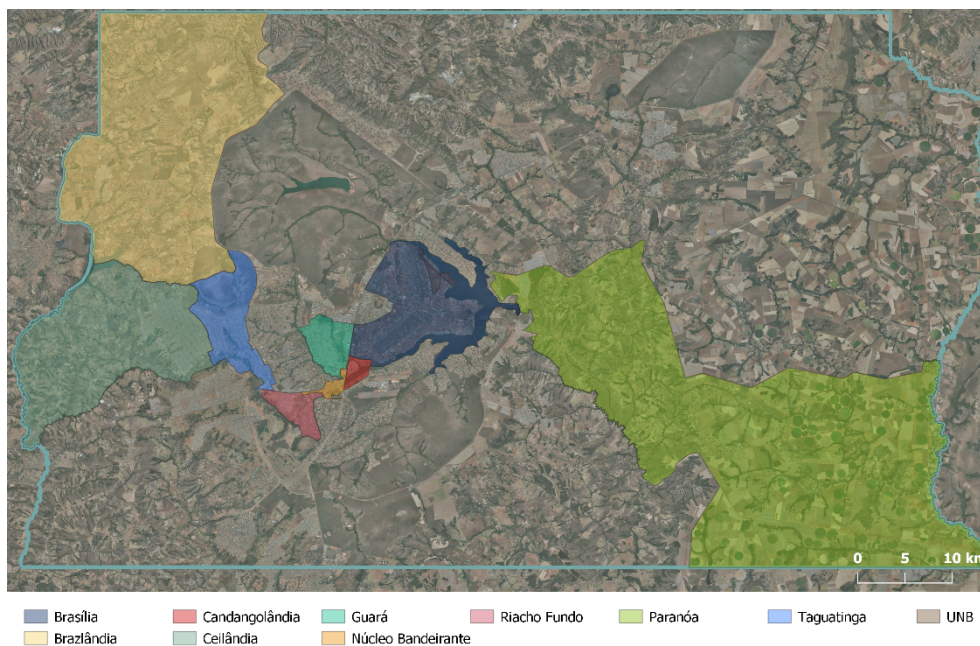 0 5 10 km
Brasília Candangolândia Guará Riacho Fundo Paranóa Taguatinga UNB
Brazlândia Ceilândia Núcleo Bandeirante